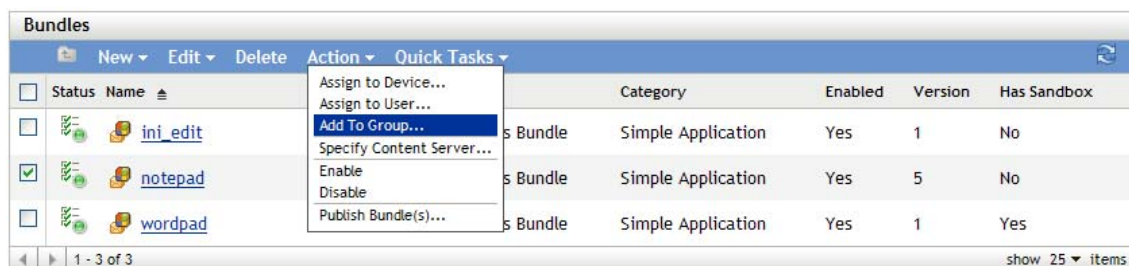 Bundles
New Edit Delete Action Quick Tasks
Status Name Category Enabled Version Has Sandbox
Assign to Device...
Assign to User...
Add To Group...
Specify Content Server...
Enable
Disable
Publish Bundle(s)...
ini_edit s Bundle Simple Application Yes 1 No
notepad s Bundle Simple Application Yes 5 No
wordpad s Bundle Simple Application Yes 1 Yes
1 - 3 of 3 show 25 items